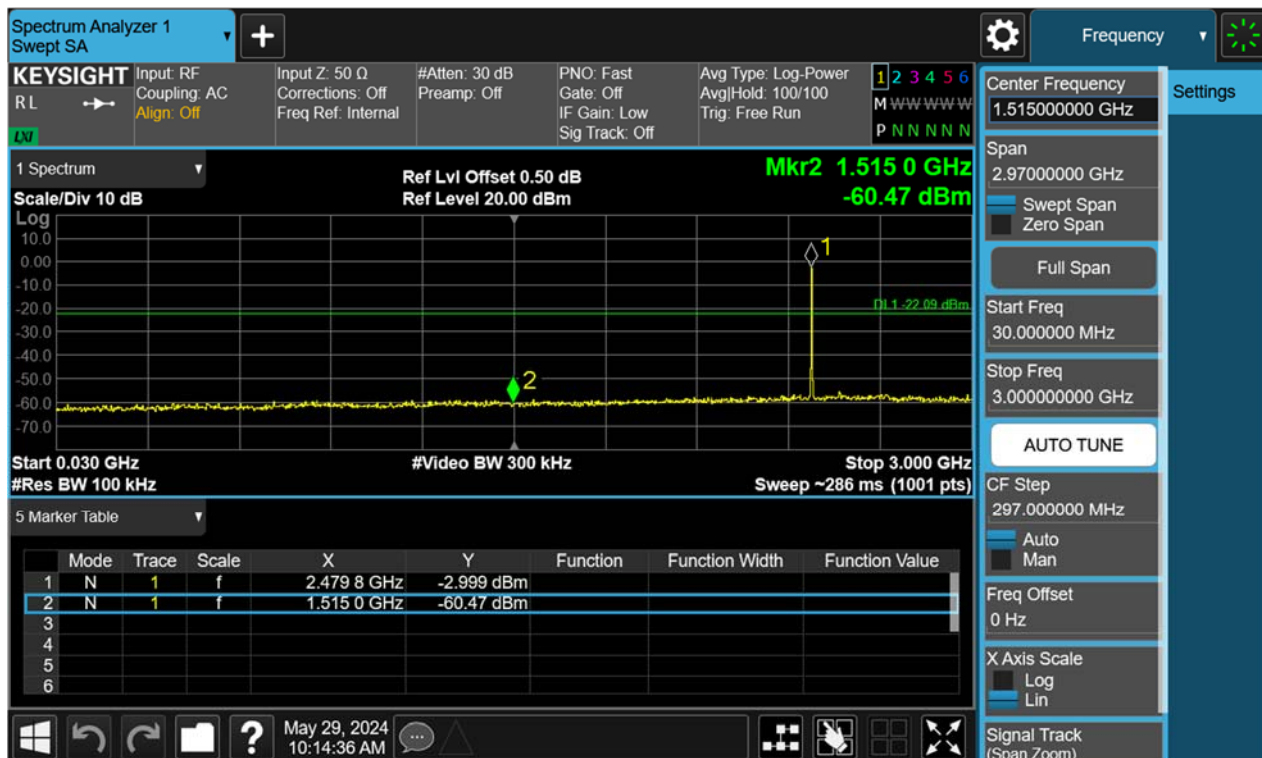 Spectrum Analyzer 1
Swept SA
+
Frequency
KEYSIGHT
RL
LXI
Input: RF
Coupling: AC
Align: Off
Input Z: 50 Ω
Corrections: Off
Freq Ref: Internal
#Atten: 30 dB
Preamp: Off
PNO: Fast
Gate: Off
IF Gain: Low
Sig Track: Off
Avg Type: Log-Power
Avg|Hold: 100/100
Trig: Free Run
1 2 3 4 5 6
M W W W W W
P N N N N N
1 Spectrum
Scale/Div 10 dB
Ref Lvl Offset 0.50 dB
Ref Level 20.00 dBm
Mkr2 1.515 0 GHz
-60.47 dBm
Log
10.0
0.00
-10.0
-20.0
-30.0
-40.0
-50.0
-60.0
-70.0
1
2
DL1 -22.09 dBm
Start 0.030 GHz
#Video BW 300 kHz
Stop 3.000 GHz
#Res BW 100 kHz
Sweep ~286 ms (1001 pts)
5 Marker Table
Mode Trace Scale X Y Function Function Width Function Value
1 N 1 f 2.479 8 GHz -2.999 dBm
2 N 1 f 1.515 0 GHz -60.47 dBm
3
4
5
6
?
May 29, 2024
10:14:36 AM
Center Frequency
1.515000000 GHz
Settings
Span
2.97000000 GHz
Swept Span
Zero Span
Full Span
Start Freq
30.000000 MHz
Stop Freq
3.000000000 GHz
AUTO TUNE
CF Step
297.000000 MHz
Auto
Man
Freq Offset
0 Hz
X Axis Scale
Log
Lin
Signal Track
(Span Zoom)